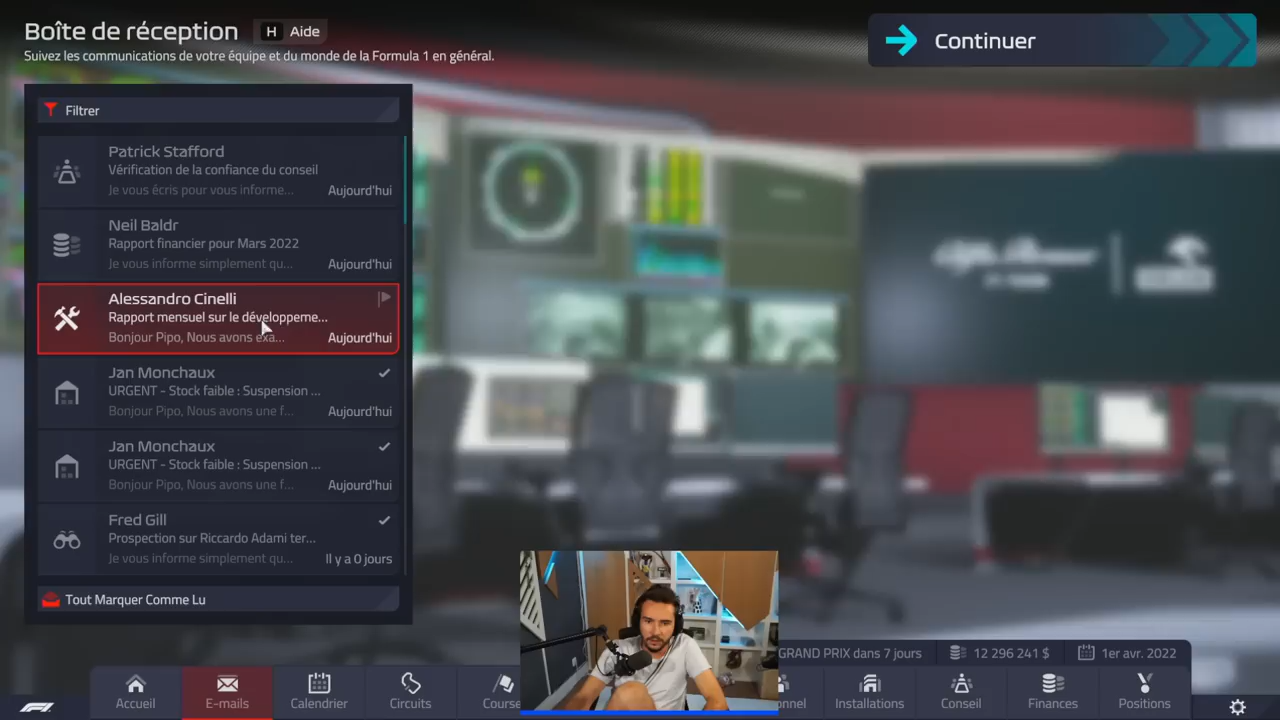 Boîte de réception
H Aide
Suivez les communications de votre équipe et du monde de la Formula 1 en général.
Continuer
Filtrer
Patrick Stafford
Vérification de la confiance du conseil
Je vous écris pour vous informe...
Aujourd'hui
Neil Baldr
Rapport financier pour Mars 2022
Je vous informe simplement qu...
Aujourd'hui
Alessandro Cinelli
Rapport mensuel sur le développeme...
Bonjour Pipo, Nous avons exa...
Aujourd'hui
Jan Monchaux
URGENT - Stock faible : Suspension ...
Bonjour Pipo, Nous avons une f...
Aujourd'hui
Jan Monchaux
URGENT - Stock faible : Suspension ...
Bonjour Pipo, Nous avons une f...
Aujourd'hui
Fred Gill
Prospection sur Riccardo Adami ter...
Je vous informe simplement qu...
Il y a 0 jours
Tout Marquer Comme Lu
GRAND PRIX dans 7 jours
12 296 241 $
1er avr. 2022
Accueil
E-mails
Calendrier
Circuits
Course
onnel
Installations
Conseil
Finances
Positions